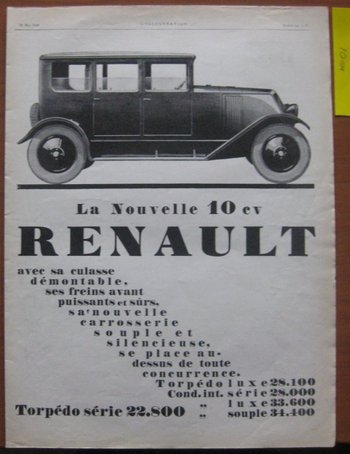 L'ILLUSTRATION
La Nouvelle 10 cv
RENAULT
avec sa culasse
démontable,
ses freins avant
puissants et sûrs,
sa nouvelle
carrosserie
souple et
silencieuse,
se place au-
dessus de toute
concurrence.
Torpédo luxe 28.100
Cond. int. série 28.000
„ luxe 33.600
Torpédo série 22.800 „ souple 34.400